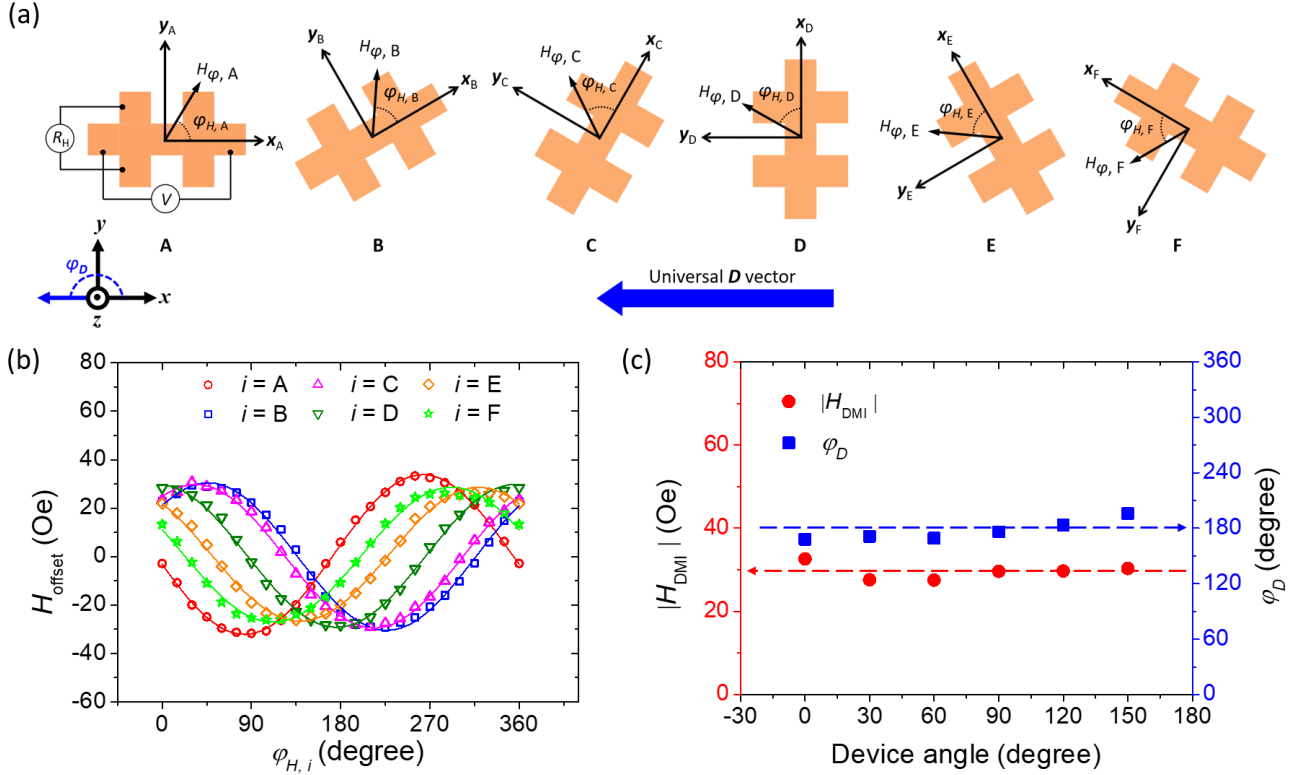 (a)
y_A
H_φ, A
φ_H, A
x_A
R_H
V
A
y_B
H_φ, B
φ_H, B
x_B
B
y_C
H_φ, C
φ_H, C
x_C
C
x_D
H_φ, D
φ_H, D
y_D
D
x_E
φ_H, E
H_φ, E
y_E
E
x_F
φ_H, F
H_φ, F
y_F
F
y
φ_D
x
z
Universal D vector
(b)
80
60
40
20
0
-20
-40
-60
H_offset (Oe)
i = A
i = B
i = C
i = D
i = E
i = F
0
90
180
270
360
φ_H, i (degree)
(c)
80
60
40
20
0
|H_DMI| (Oe)
|H_DMI|
φ_D
360
300
240
180
120
60
0
φ_D (degree)
-30
0
30
60
90
120
150
180
Device angle (degree)